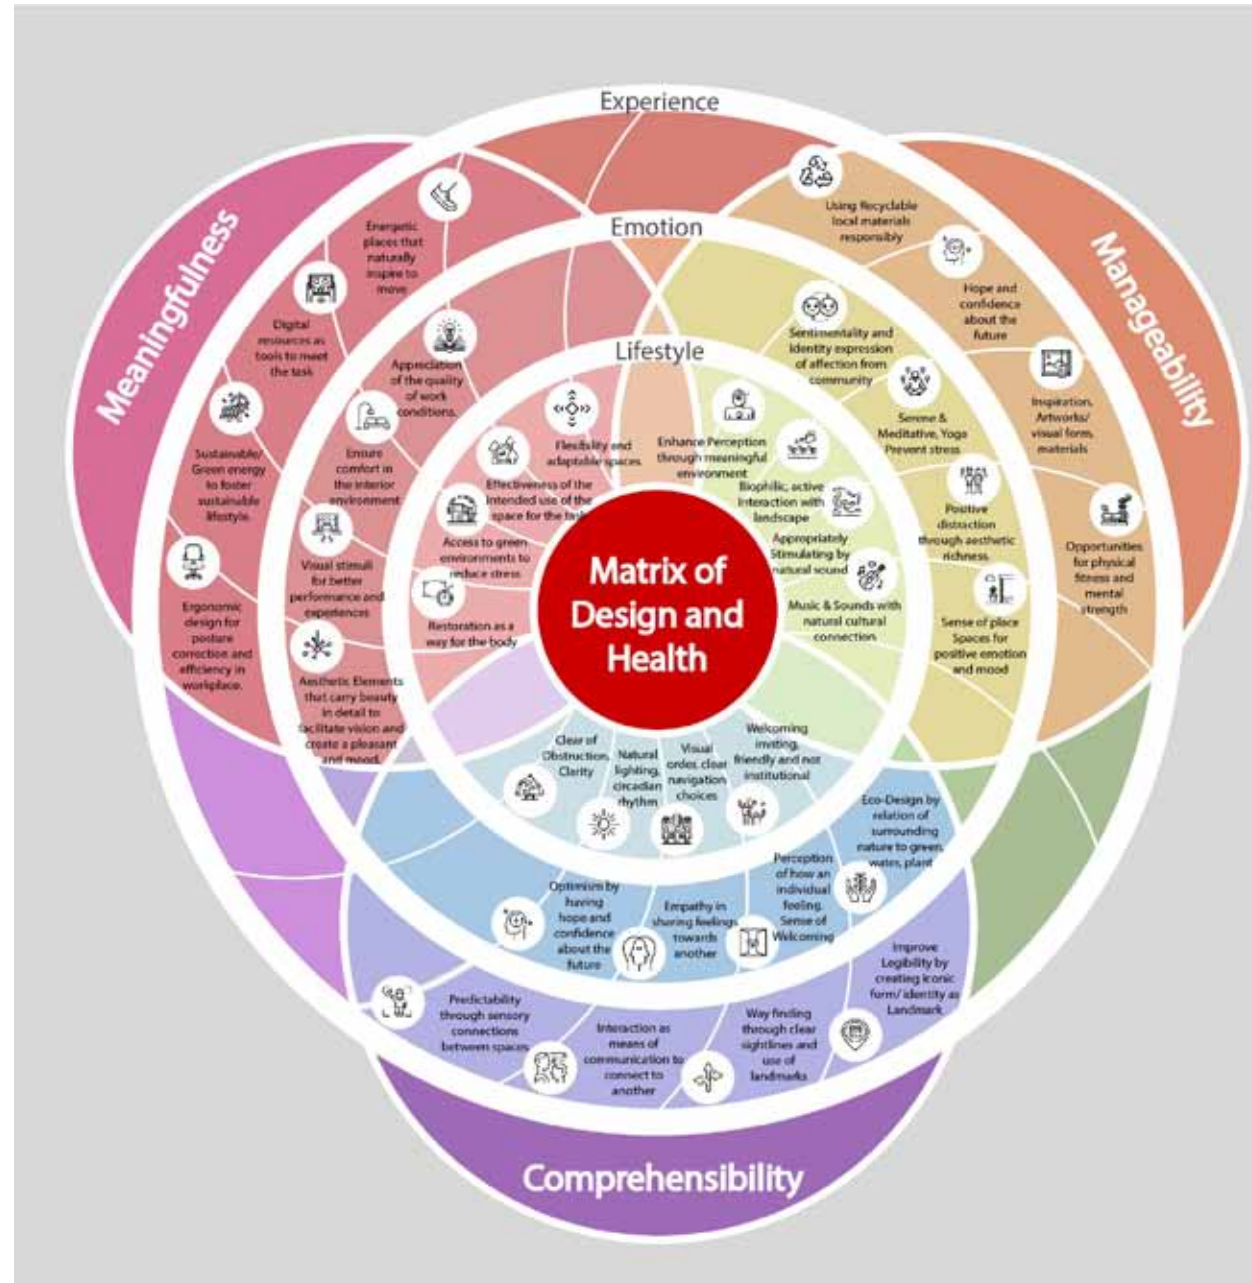 Experience
Emotion
Lifestyle
Meaningfulness
Manageability
Comprehensibility
Matrix of
Design and
Health
Energetic
places that
naturally
inspire to
move
Digital
resources as
tools to meet
the task
Sustainable/
Green energy
to foster
sustainable
lifestyle.
Ergonomic
design for
posture
correction and
efficiency in
workplace.
Appreciation
of the quality
of work
conditions.
Ensure
comfort in
the interior
environment
Visual stimuli
for better
performance and
experiences
Aesthetic Elements
that carry beauty
in detail to
facilitate vision and
create a pleasant
and mood.
Flexibility and
adaptable spaces
Effectiveness of the
intended use of the
space for the task
Access to green
environments to
reduce stress
Restoration as a
way for the body
Using Recyclable
local materials
responsibly
Hope and
confidence
about the
future
Inspiration,
Artworks/
visual form,
materials
Opportunities
for physical
fitness and
mental
strength
Sentimentality and
identity expression
of affection from
community
Serene &
Meditative, Yoga
Prevent stress
Positive
distraction
through aesthetic
richness
Sense of place
Spaces for
positive emotion
and mood
Enhance Perception
through meaningful
environment
Biophilic, active
interaction with
landscape
Appropriately
Stimulating by
natural sound
Music & Sounds with
natural cultural
connection
Clear of
Obstruction,
Clarity
Natural
lighting,
circadian
rhythm
Visual
order, clear
navigation
choices
Welcoming
inviting,
friendly and not
institutional
Optimism by
having
hope and
confidence
about the
future
Empathy in
sharing feelings
towards
another
Perception
of how an
individual
feeling,
Sense of
Welcoming
Eco-Design by
relation of
surrounding
nature to green,
water, plant
Predictability
through sensory
connections
between spaces
Interaction as
means of
communication to
connect to
another
Way finding
through clear
sightlines and
use of
landmarks
Improve
Legibility by
creating iconic
form/ identity as
Landmark